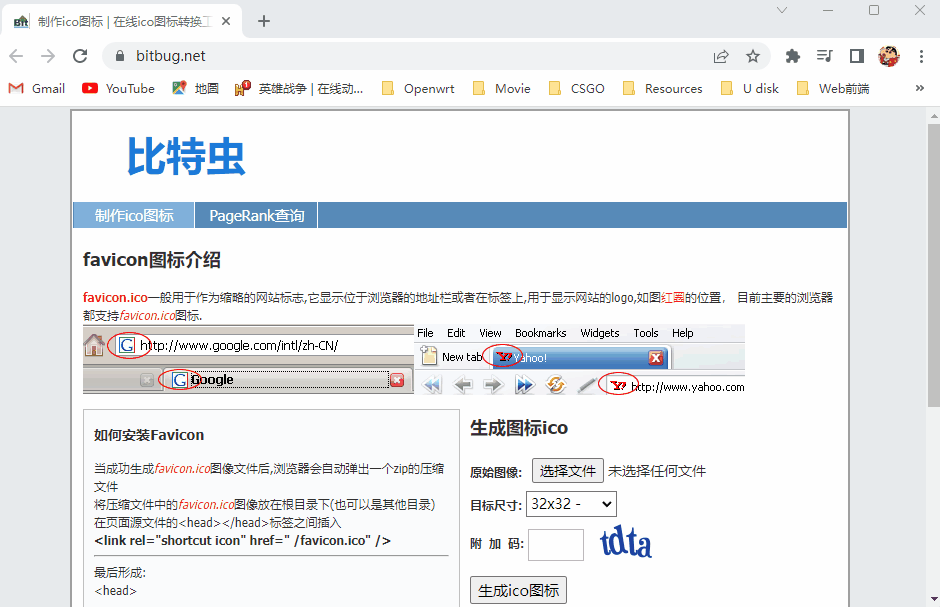 制作ico图标 | 在线ico图标转换工
bitbug.net
Gmail YouTube 地图 英雄战争 | 在线动... Openwrt Movie CSGO Resources U disk Web前端 »
比特虫
制作ico图标 PageRank查询
favicon图标介绍
favicon.ico一般用于作为缩略的网站标志,它显示位于浏览器的地址栏或者在标签上,用于显示网站的logo,如图红圈的位置， 目前主要的浏览器
都支持favicon.ico图标.
http://www.google.com/intl/zh-CN/
Google
File Edit View Bookmarks Widgets Tools Help
New tab Yahoo!
http://www.yahoo.com
如何安装Favicon
当成功生成favicon.ico图像文件后,浏览器会自动弹出一个zip的压缩
文件
将压缩文件中的favicon.ico图像放在根目录下(也可以是其他目录)
在页面源文件的<head></head>标签之间插入
<link rel="shortcut icon" href=" /favicon.ico" />
最后形成:
<head>
生成图标ico
原始图像: 选择文件 未选择任何文件
目标尺寸: 32x32 -
附 加 码: tdta
生成ico图标